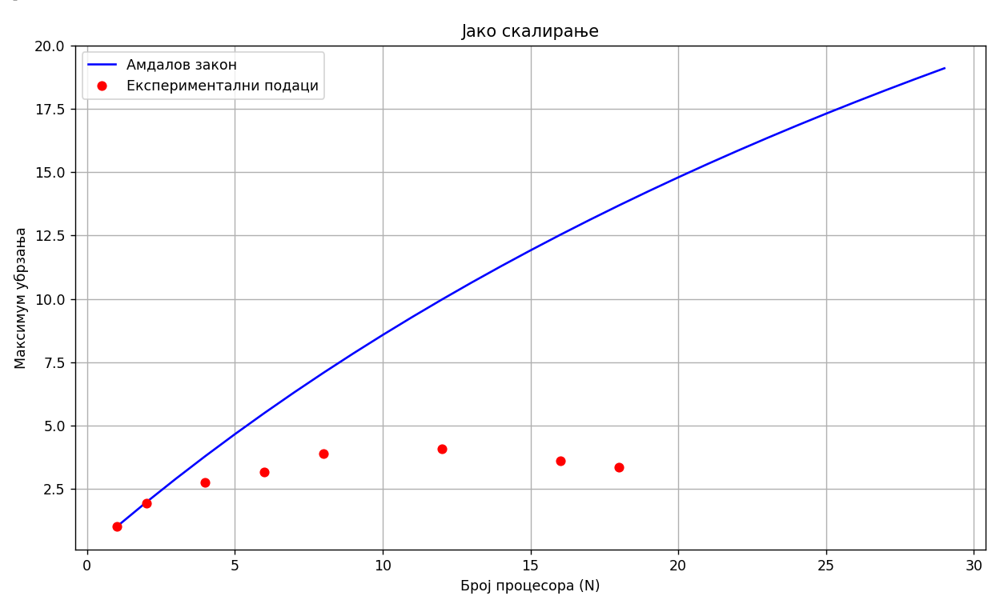 Јако скалирање
Амдалов закон
Експериментални подаци
Максимум убрзања
20.0
17.5
15.0
12.5
10.0
7.5
5.0
2.5
0 5 10 15 20 25 30
Број процесора (N)